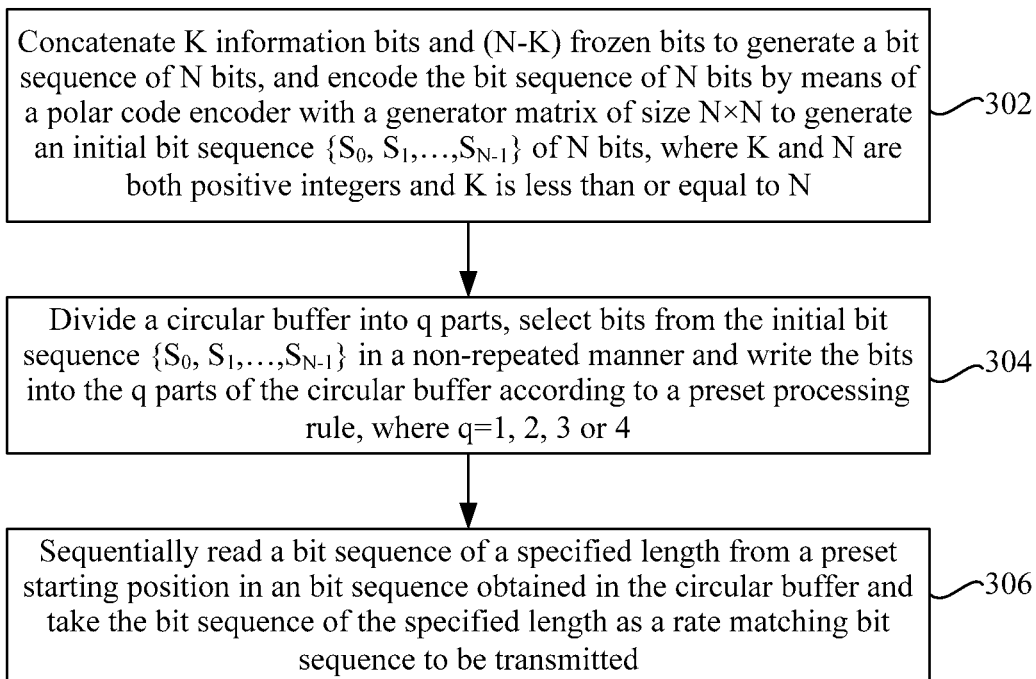 Concatenate K information bits and (N-K) frozen bits to generate a bit
sequence of N bits, and encode the bit sequence of N bits by means of
a polar code encoder with a generator matrix of size N×N to generate
an initial bit sequence {S₀, S₁,…,S_N-1} of N bits, where K and N are
both positive integers and K is less than or equal to N
302
Divide a circular buffer into q parts, select bits from the initial bit
sequence {S₀, S₁,…,S_N-1} in a non-repeated manner and write the bits
into the q parts of the circular buffer according to a preset processing
rule, where q=1, 2, 3 or 4
304
Sequentially read a bit sequence of a specified length from a preset
starting position in an bit sequence obtained in the circular buffer and
take the bit sequence of the specified length as a rate matching bit
sequence to be transmitted
306